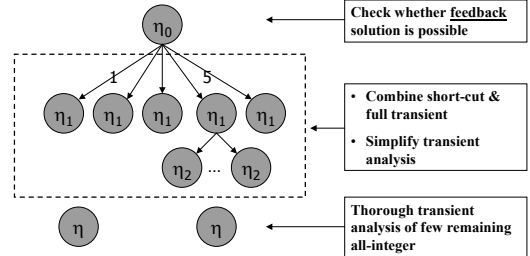 η0
Check whether feedback
solution is possible
1
5
η1 η1 η1 η1 η1
• Combine short-cut &
full transient
• Simplify transient
analysis
η2 ... η2
η η
Thorough transient
analysis of few remaining
all-integer